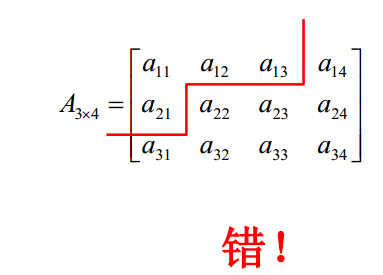 a11 a12 a13 a14
A3×4 = a21 a22 a23 a24
a31 a32 a33 a34
错！